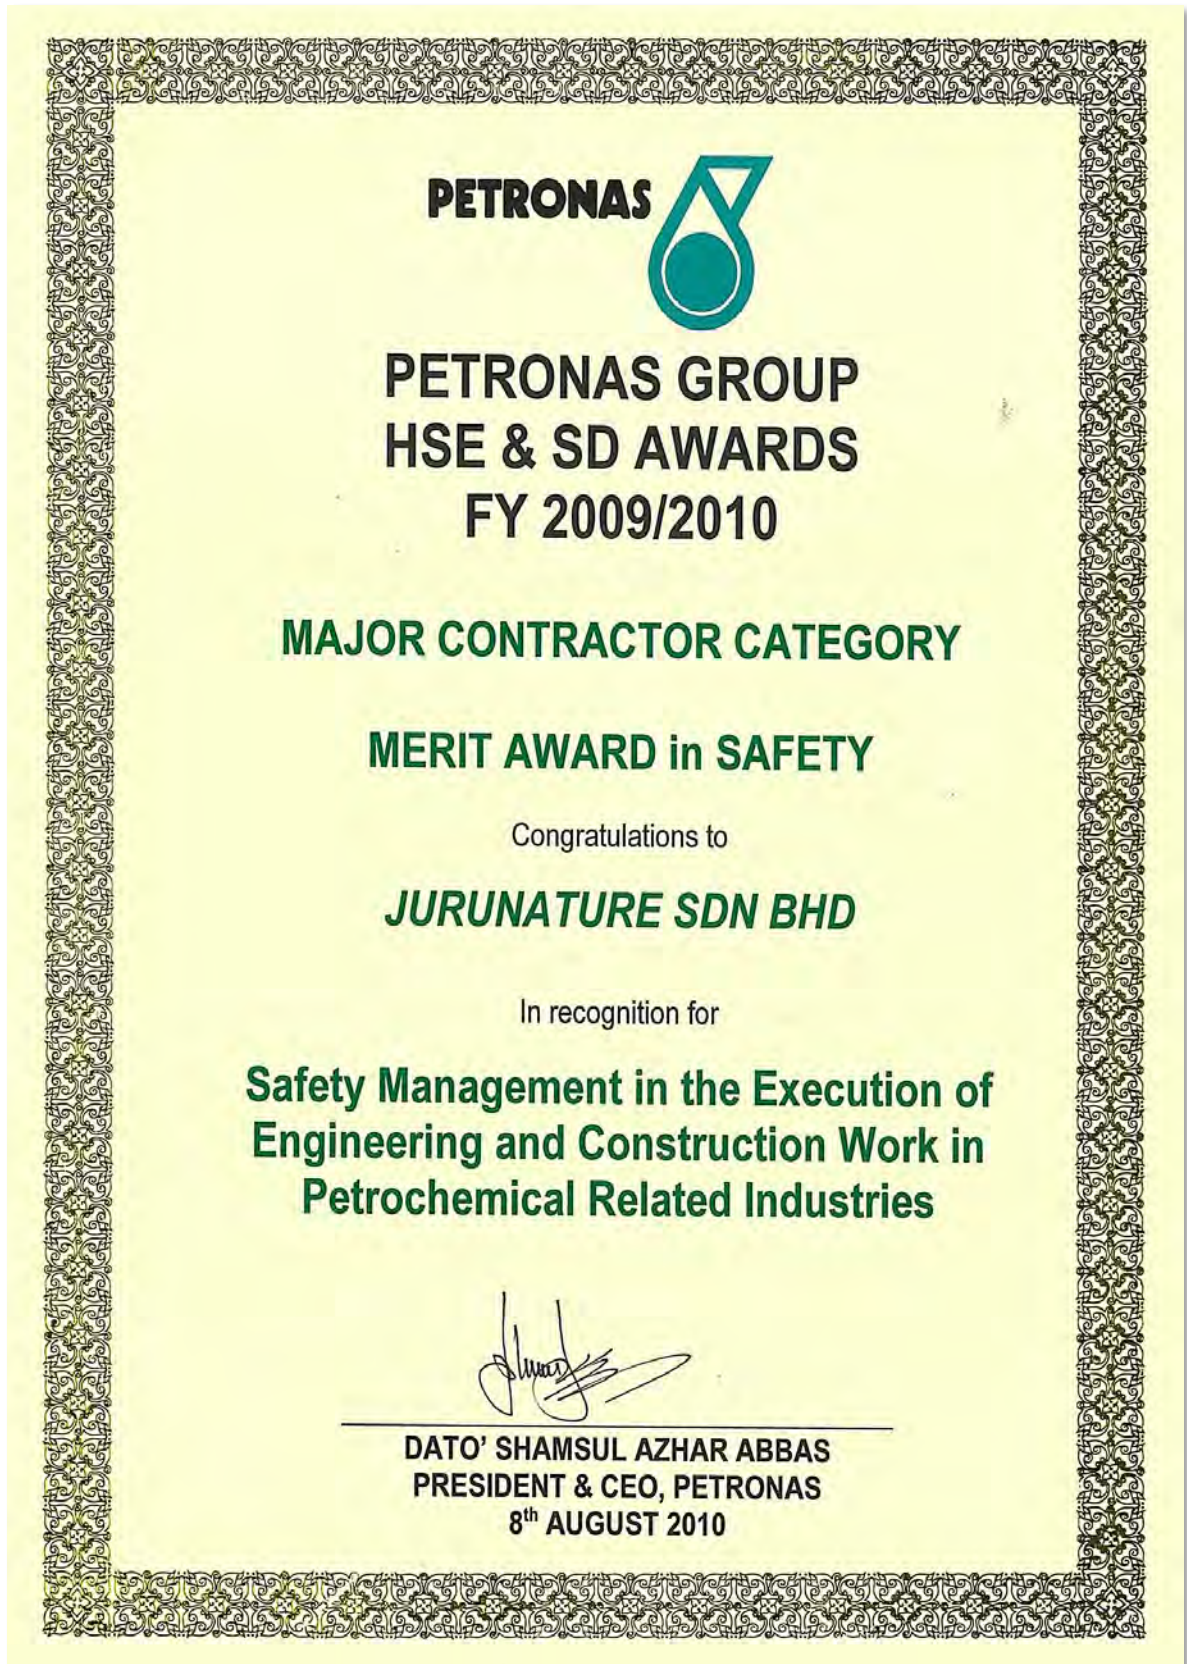 PETRONAS
PETRONAS GROUP
HSE & SD AWARDS
FY 2009/2010
MAJOR CONTRACTOR CATEGORY
MERIT AWARD in SAFETY
Congratulations to
JURUNATURE SDN BHD
In recognition for
Safety Management in the Execution of
Engineering and Construction Work in
Petrochemical Related Industries
DATO' SHAMSUL AZHAR ABBAS
PRESIDENT & CEO, PETRONAS
8th AUGUST 2010